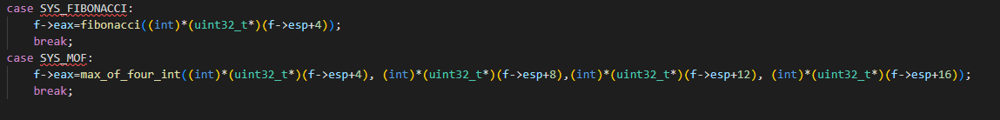 case SYS_FIBONACCI:
f->eax=fibonacci((int)*(uint32_t*)(f->esp+4));
break;
case SYS_MOF:
f->eax=max_of_four_int((int)*(uint32_t*)(f->esp+4), (int)*(uint32_t*)(f->esp+8),(int)*(uint32_t*)(f->esp+12), (int)*(uint32_t*)(f->esp+16));
break;